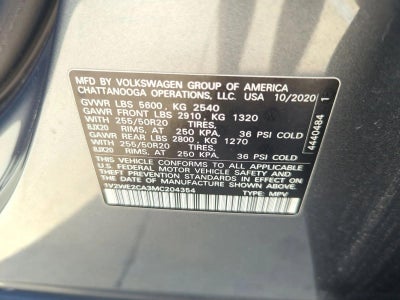 MFD BY VOLKSWAGEN GROUP OF AMERICA
CHATTANOOGA OPERATIONS, LLC. USA 10/2020
GVWR LBS 5600, KG 2540
GAWR FRONT LBS 2910, KG 1320
WITH 255/50R20 TIRES,
8JX20 RIMS, AT 250 KPA, 36 PSI COLD
GAWR REAR LBS 2800, KG 1270
WITH 255/50R20 TIRES,
8JX20 RIMS, AT 250 KPA, 36 PSI COLD
THIS VEHICLE CONFORMS TO ALL APPLICABLE
U.S. FEDERAL MOTOR VEHICLE SAFETY
STANDARDS IN EFFECT ON THE
DATE OF MANUFACTURE SHOWN ABOVE.
1V2WE2CA3MC204354 TYPE: MPV
4440484 1